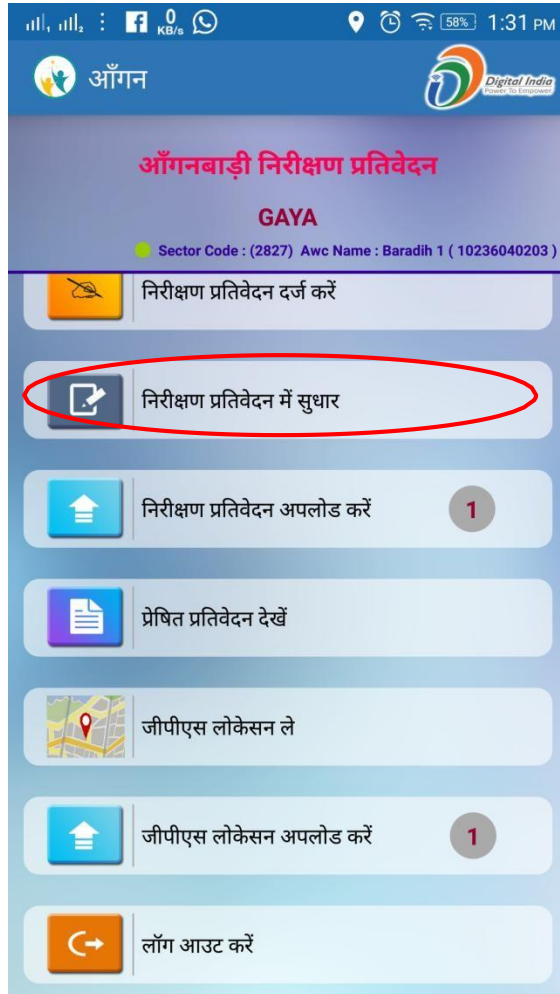 0 KB/s 58% 1:31 PM
आँगन
Digital India
Power To Empower
आँगनबाड़ी निरीक्षण प्रतिवेदन
GAYA
Sector Code : (2827) Awc Name : Baradih 1 ( 10236040203 )
निरीक्षण प्रतिवेदन दर्ज करें
निरीक्षण प्रतिवेदन में सुधार
निरीक्षण प्रतिवेदन अपलोड करें 1
प्रेषित प्रतिवेदन देखें
जीपीएस लोकेसन ले
जीपीएस लोकेसन अपलोड करें 1
लॉग आउट करें